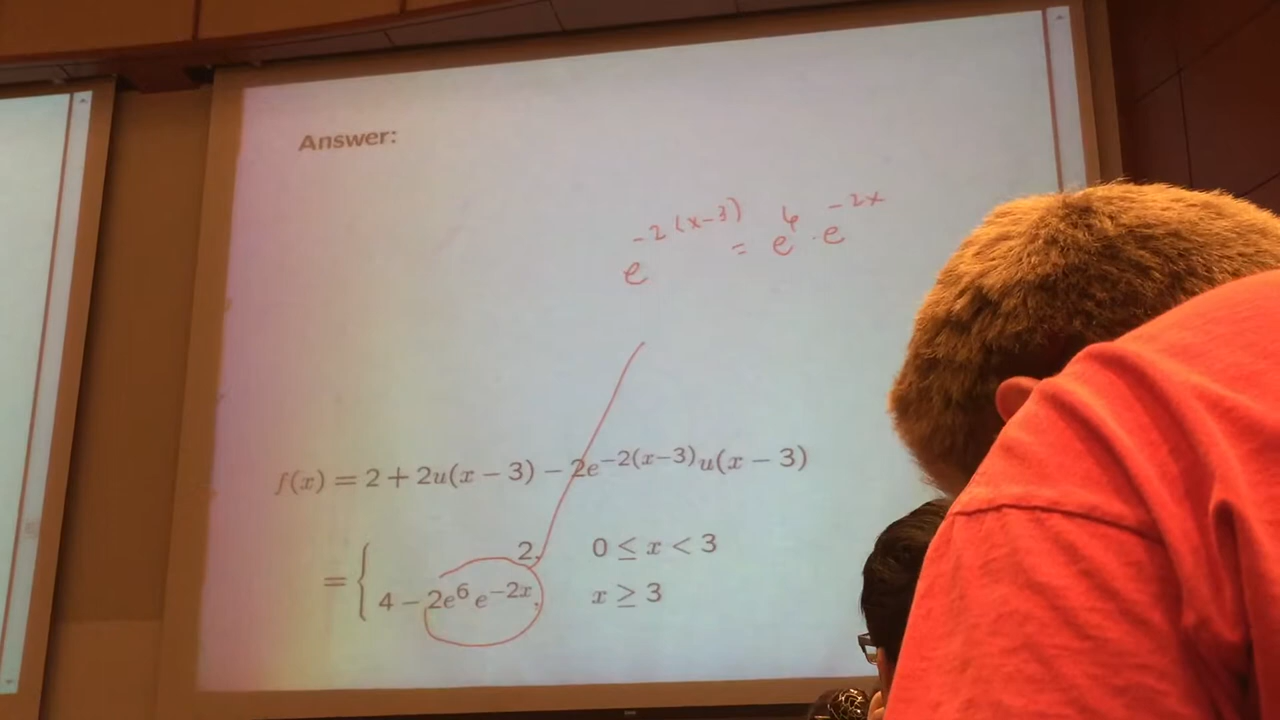 Answer:
e^{-2(x-3)} = e^6 · e^{-2x}
f(x) = 2 + 2u(x − 3) − 2e^{−2(x−3)}u(x − 3)
= { 2, 0 ≤ x < 3
4 − 2e^6 e^{−2x}, x ≥ 3